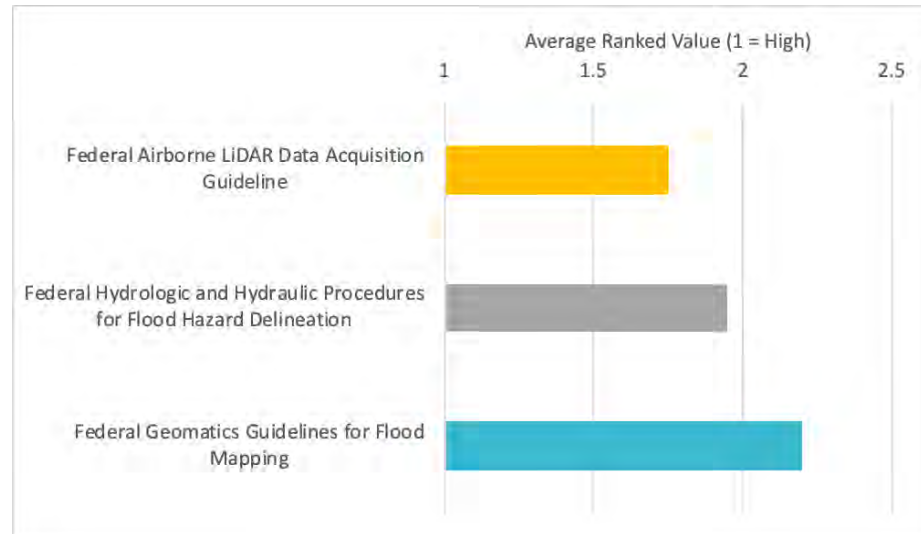 Average Ranked Value (1 = High)
1 1.5 2 2.5
Federal Airborne LiDAR Data Acquisition
Guideline
Federal Hydrologic and Hydraulic Procedures
for Flood Hazard Delineation
Federal Geomatics Guidelines for Flood
Mapping